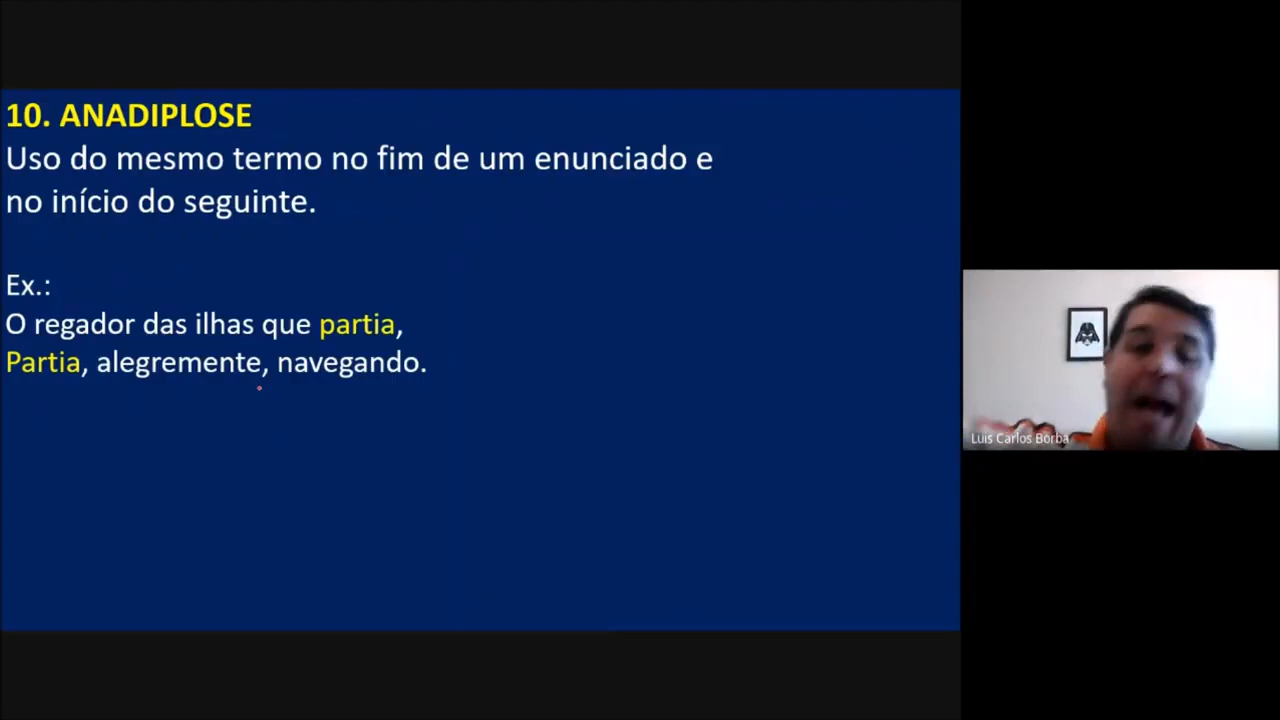 10. ANADIPLOSE
Uso do mesmo termo no fim de um enunciado e
no início do seguinte.
Ex.:
O regador das ilhas que partia,
Partia, alegremente, navegando.
Luis Carlos Borba